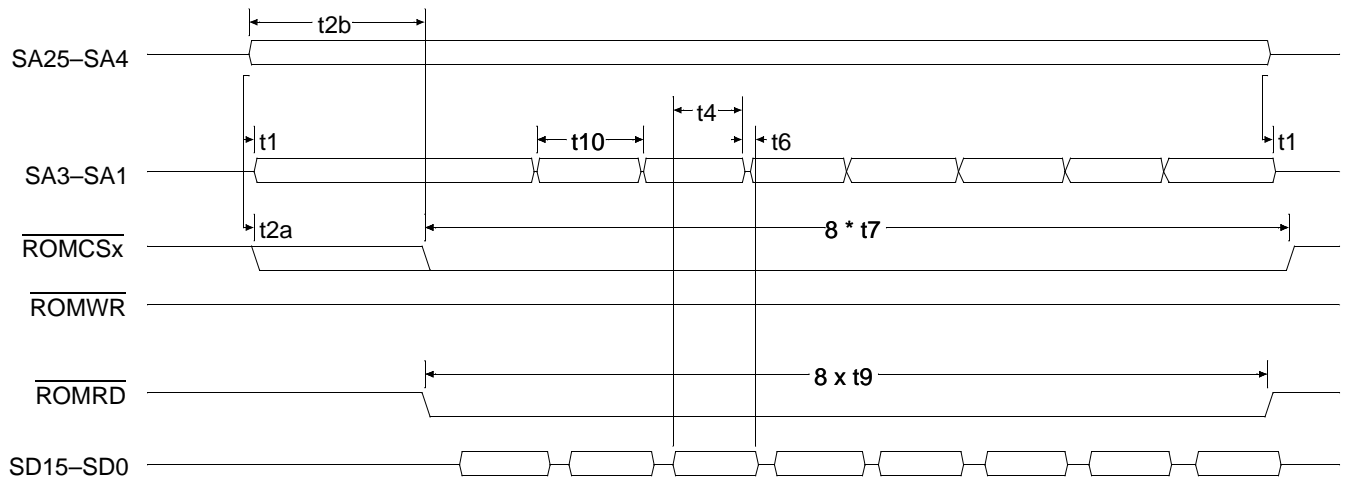 t2b
SA25–SA4
t4
t1 t10 t6 t1
SA3–SA1
t2a 8 * t7
ROMCSx
ROMWR
8 x t9
ROMRD
SD15–SD0